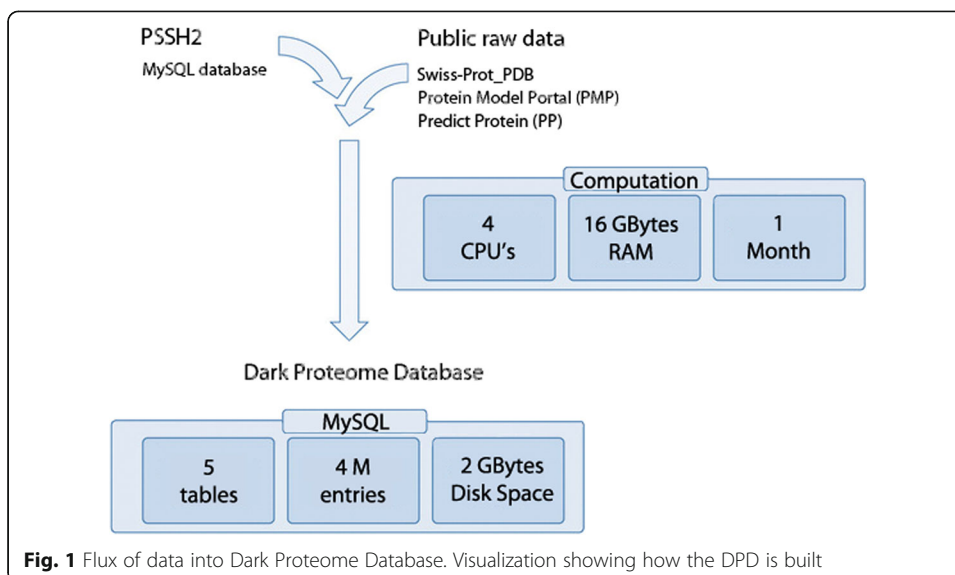 PSSH2
MySQL database
Public raw data
Swiss-Prot_PDB
Protein Model Portal (PMP)
Predict Protein (PP)
Computation
4
CPU's
16 GBytes
RAM
1
Month
Dark Proteome Database
MySQL
5
tables
4 M
entries
2 GBytes
Disk Space
Fig. 1 Flux of data into Dark Proteome Database. Visualization showing how the DPD is built